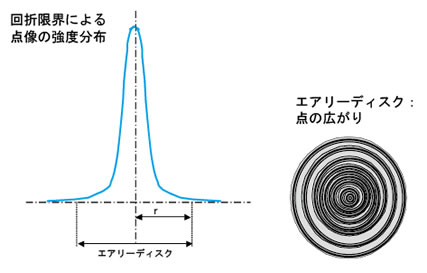 回折限界による
点像の強度分布
エアリーディスク：
点の広がり
r
エアリーディスク